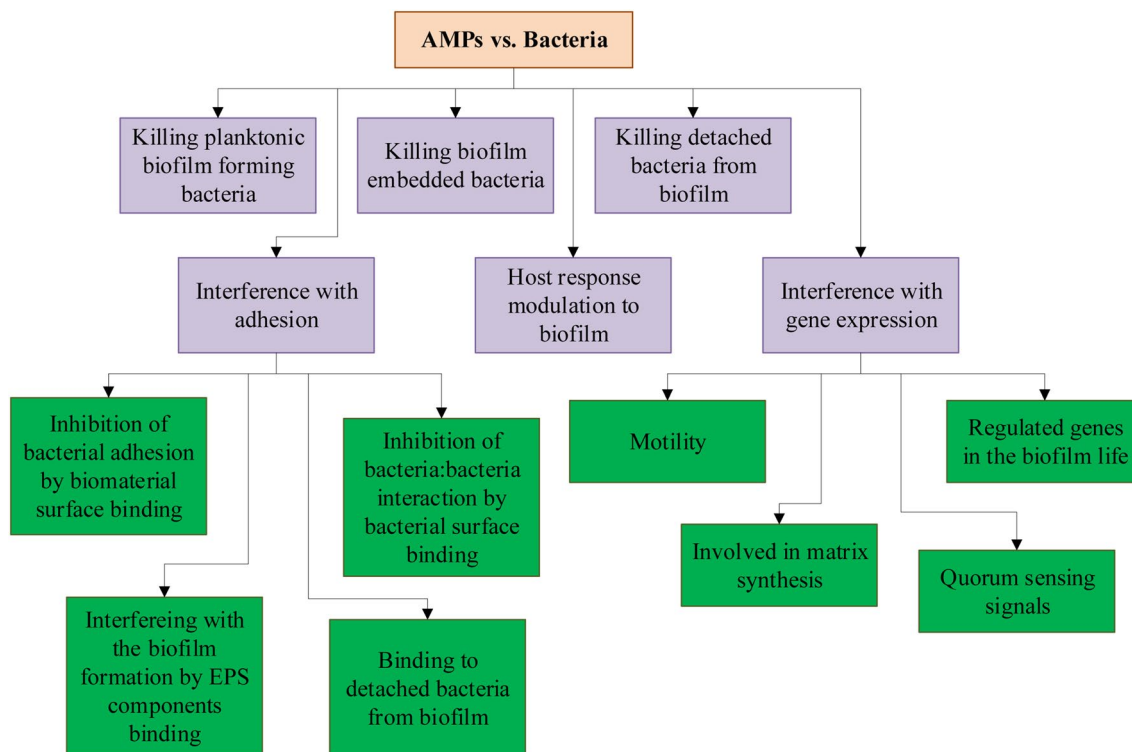 AMPs vs. Bacteria
Killing planktonic
biofilm forming
bacteria
Killing biofilm
embedded bacteria
Killing detached
bacteria from
biofilm
Interference with
adhesion
Host response
modulation to
biofilm
Interference with
gene expression
Inhibition of
bacterial adhesion
by biomaterial
surface binding
Inhibition of
bacteria:bacteria
interaction by
bacterial surface
binding
Motility
Regulated genes
in the biofilm life
Interfereing with
the biofilm
formation by EPS
components
binding
Binding to
detached bacteria
from biofilm
Involved in matrix
synthesis
Quorum sensing
signals